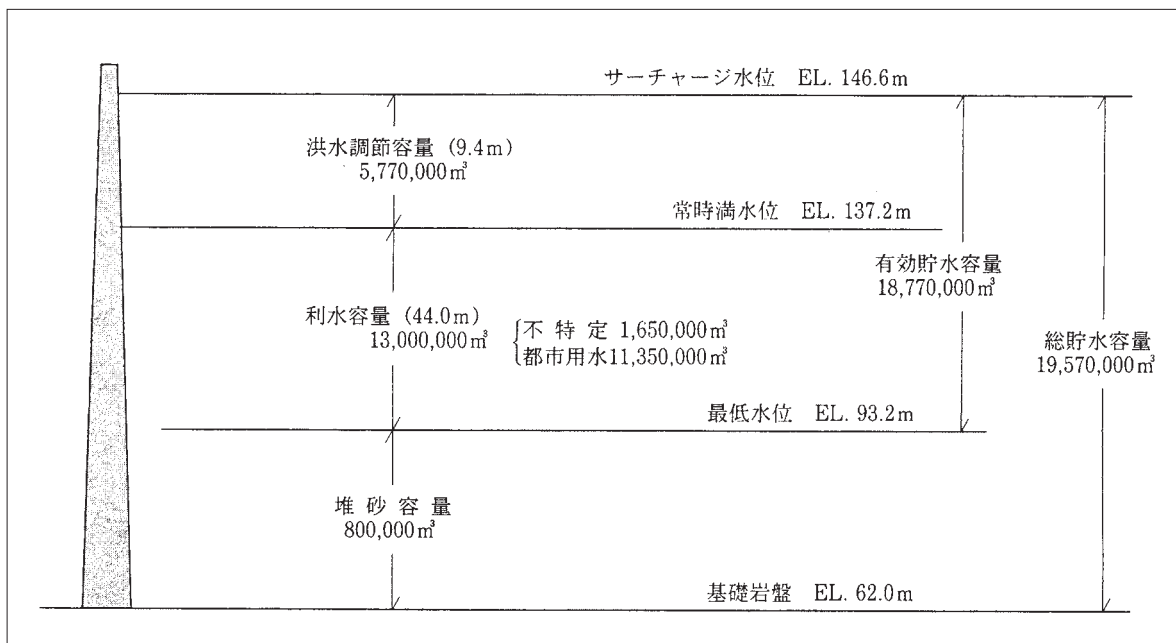 サーチャージ水位 EL. 146.6m
洪水調節容量 (9.4m)
5,770,000㎥
常時満水位 EL. 137.2m
有効貯水容量
18,770,000㎥
利水容量 (44.0m)
13,000,000㎥
不特定 1,650,000㎥
都市用水11,350,000㎥
総貯水容量
19,570,000㎥
最低水位 EL. 93.2m
堆砂容量
800,000㎥
基礎岩盤 EL. 62.0m